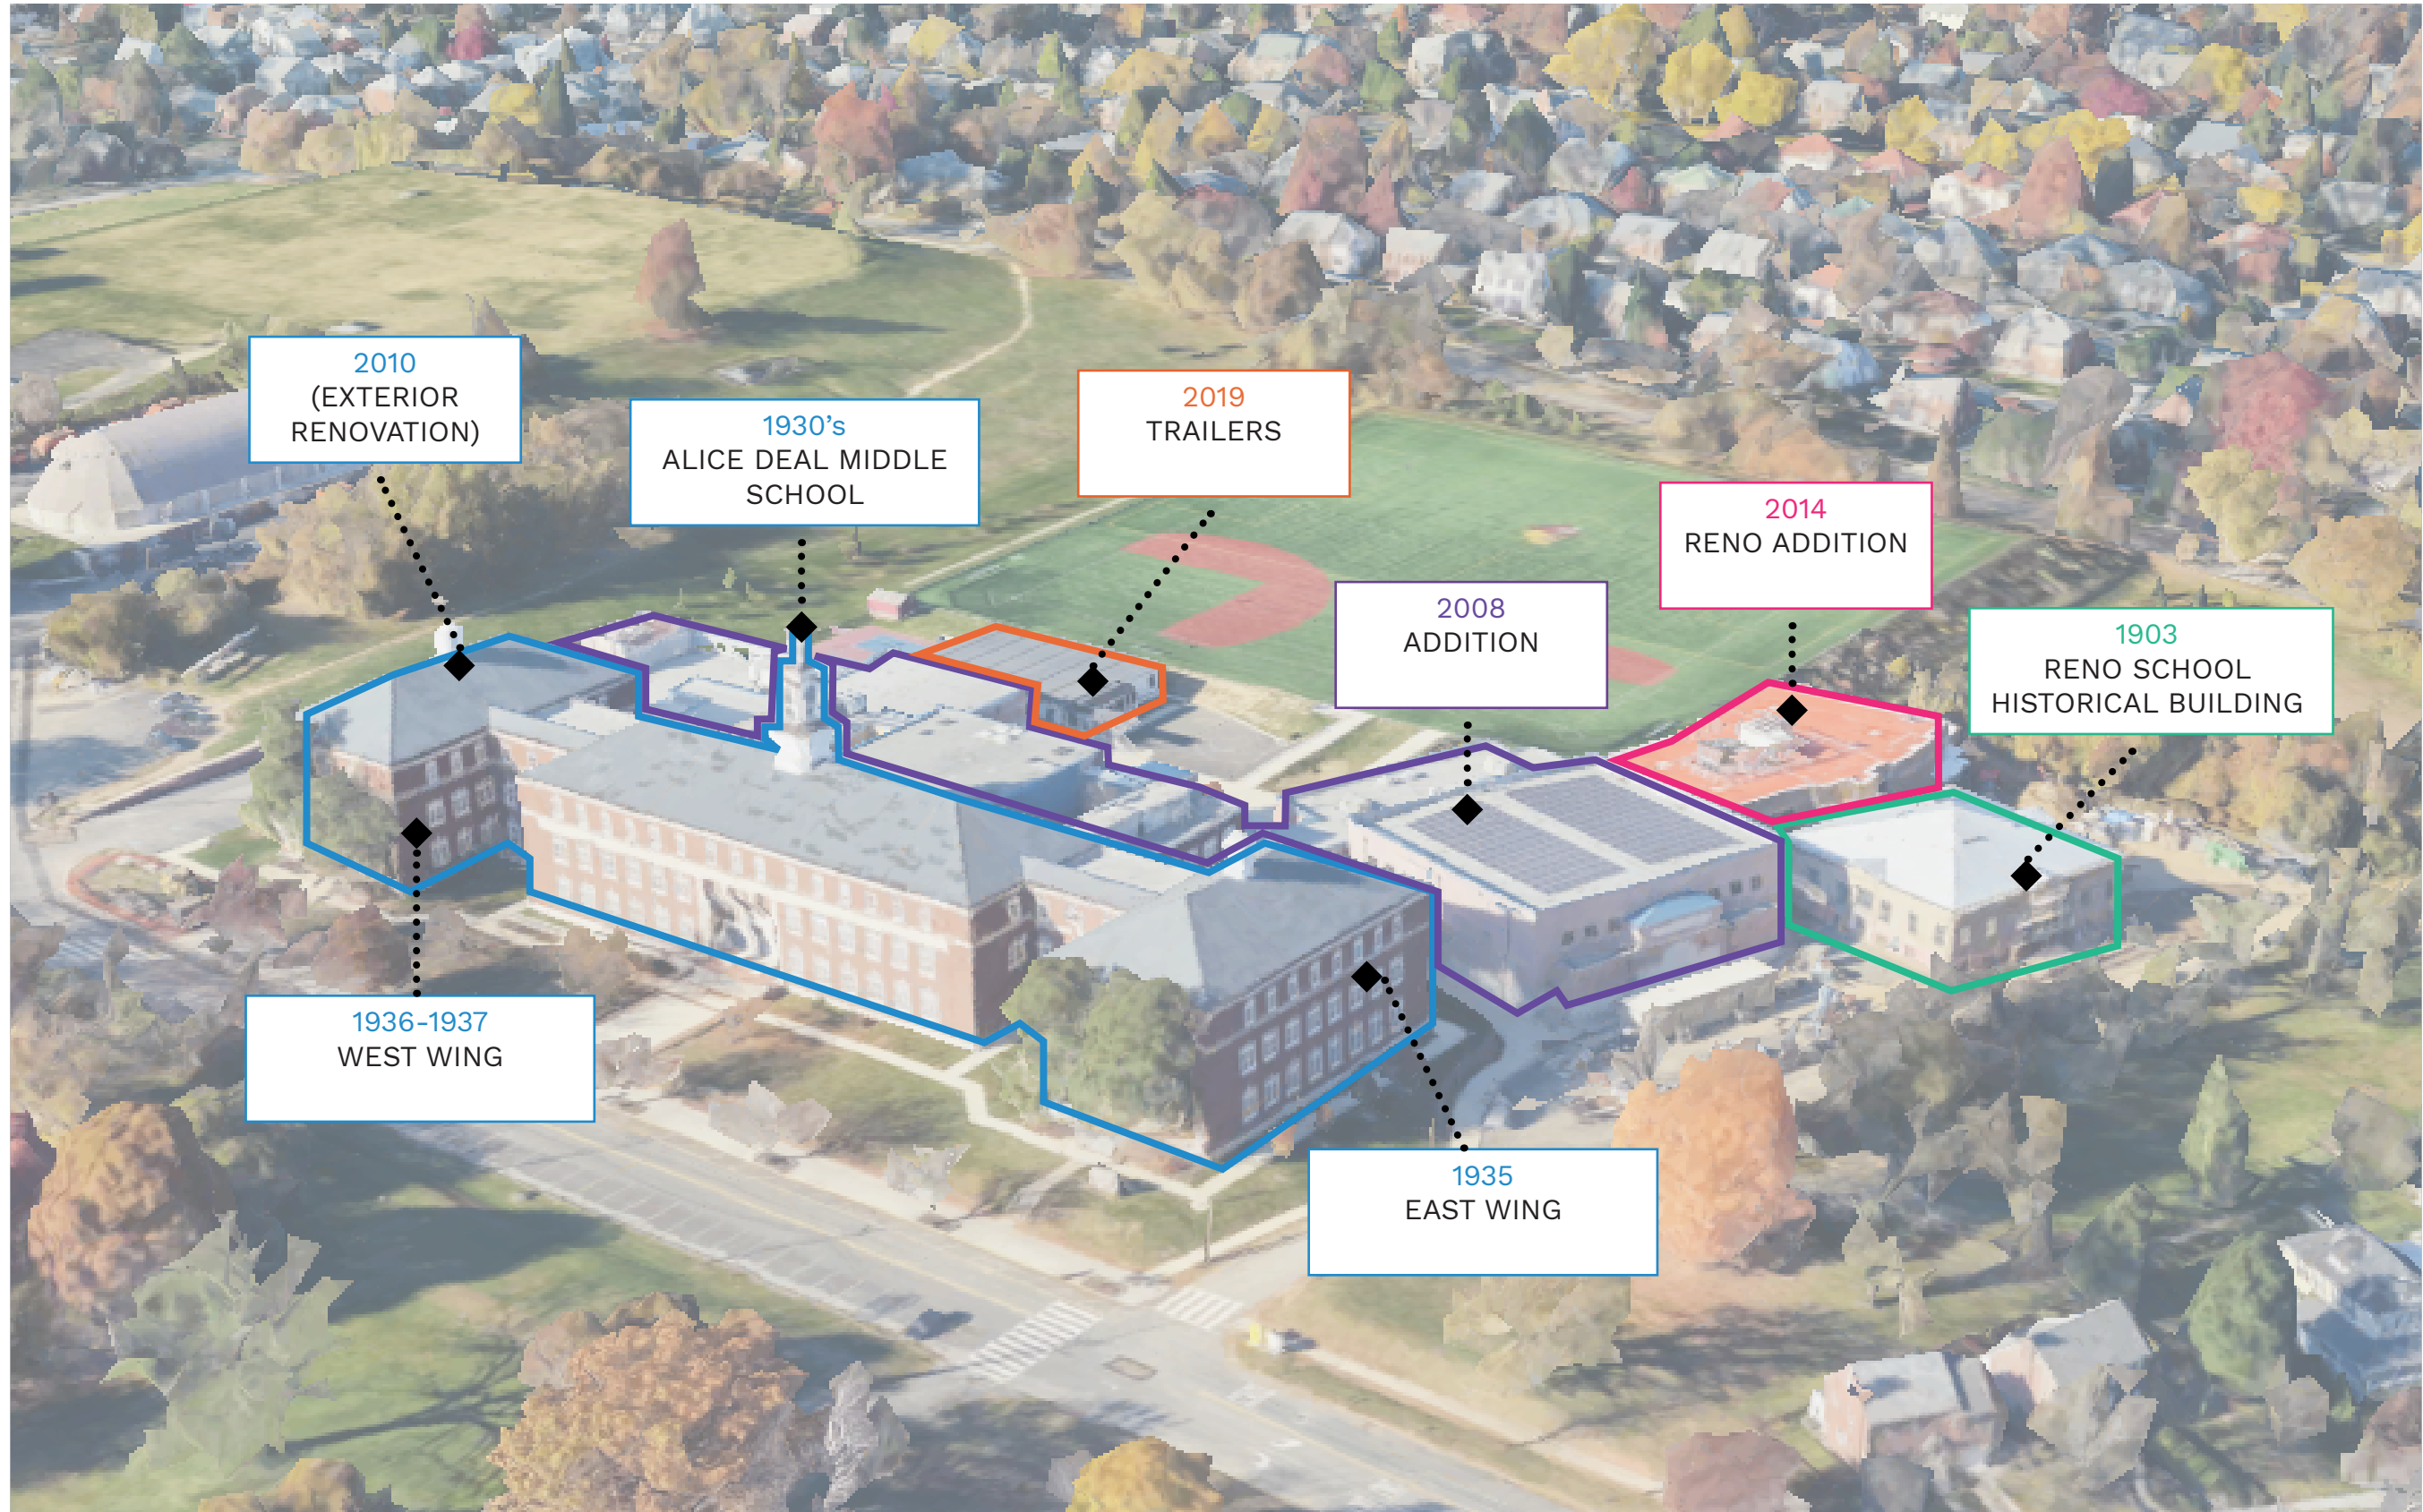 2010
(EXTERIOR
RENOVATION)
1930’s
ALICE DEAL MIDDLE
SCHOOL
2019
TRAILERS
2014
RENO ADDITION
2008
ADDITION
1903
RENO SCHOOL
HISTORICAL BUILDING
1936-1937
WEST WING
1935
EAST WING